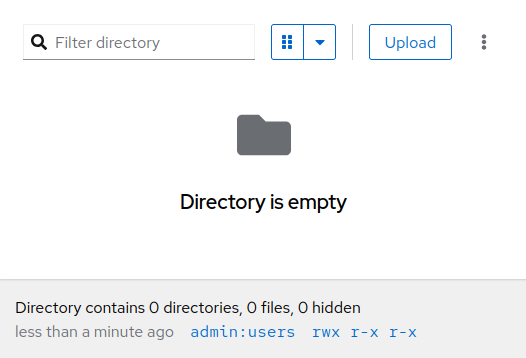 Filter directory
Upload
Directory is empty
Directory contains 0 directories, 0 files, 0 hidden
less than a minute ago admin:users rwx r-x r-x